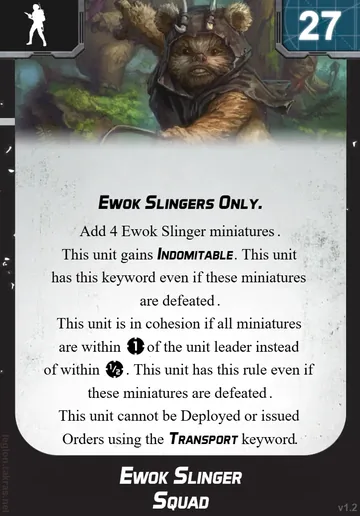 27
EWOK SLINGERS ONLY.
Add 4 Ewok Slinger miniatures.
This unit gains INDOMITABLE. This unit
has this keyword even if these miniatures
are defeated.
This unit is in cohesion if all miniatures
are within 1 of the unit leader instead
of within 1/2. This unit has this rule even if
these miniatures are defeated.
This unit cannot be Deployed or issued
Orders using the TRANSPORT keyword.
EWOK SLINGER
SQUAD
v1.2